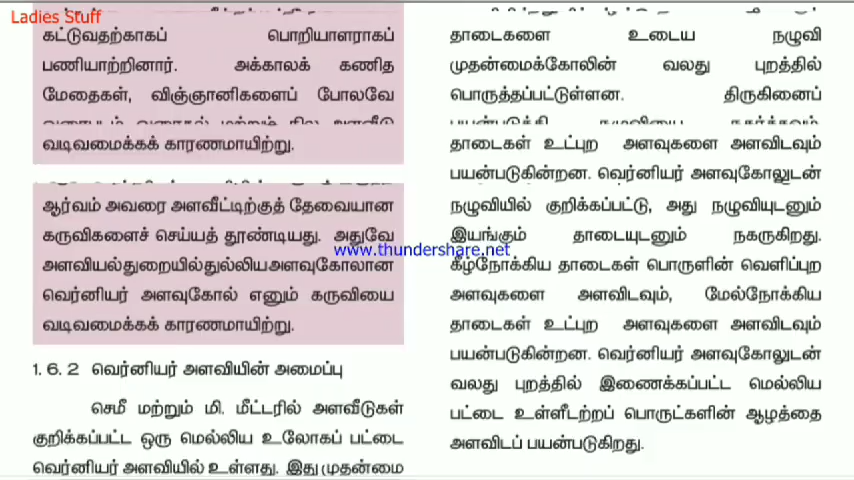 Ladies Stuff
கட்டுவதற்காகப் பொறியாளராகப்
பணியாற்றினார். அக்காலக் கணித
மேதைகள், விஞ்ஞானிகளைப் போலவே
வடிவமைக்கக் காரணமாயிற்று.
ஆர்வம் அவரை அளவீட்டிற்குத் தேவையான
கருவிகளைச் செய்யத் தூண்டியது. அதுவே
அளவியல்துறையில்துல்லியஅளவுகோலான
வெர்னியர் அளவுகோல் எனும் கருவியை
வடிவமைக்கக் காரணமாயிற்று.
1. 6. 2 வெர்னியர் அளவியின் அமைப்பு
செமீ மற்றும் மி. மீட்டரில் அளவீடுகள்
குறிக்கப்பட்ட ஒரு மெல்லிய உலோகப் பட்டை
வெர்னியர் அளவியில் உள்ளது. இது முதன்மை
தாடைகளை உடைய நழுவி
முதன்மைக்கோலின் வலது புறத்தில்
பொருத்தப்பட்டுள்ளன. திருகினைப்
தாடைகள் உட்புற அளவுகளை அளவிடவும்
பயன்படுகின்றன. வெர்னியர் அளவுகோலுடன்
நழுவியில் குறிக்கப்பட்டு, அது நழுவியுடனும்
இயங்கும் தாடையுடனும் நகருகிறது.
www.thundershare.net
கீழ்நோக்கிய தாடைகள் பொருளின் வெளிப்புற
அளவுகளை அளவிடவும், மேல்நோக்கிய
தாடைகள் உட்புற அளவுகளை அளவிடவும்
பயன்படுகின்றன. வெர்னியர் அளவுகோலுடன்
வலது புறத்தில் இணைக்கப்பட்ட மெல்லிய
பட்டை உள்ளீடற்றப் பொருட்களின் ஆழத்தை
அளவிடப் பயன்படுகிறது.